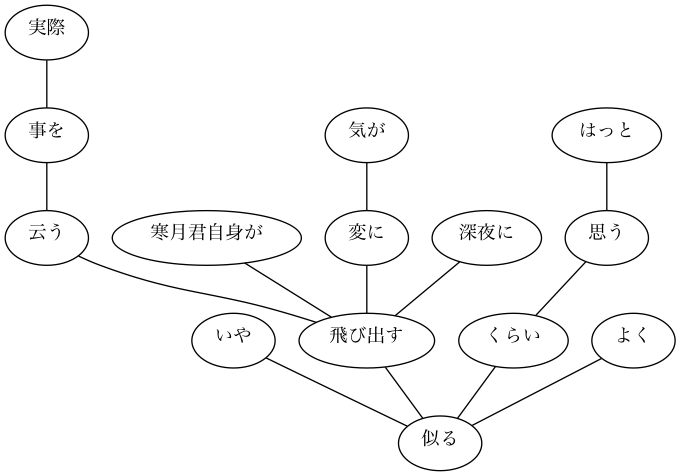 実際
事を
気が
はっと
云う
寒月君自身が
変に
深夜に
思う
いや
飛び出す
くらい
よく
似る